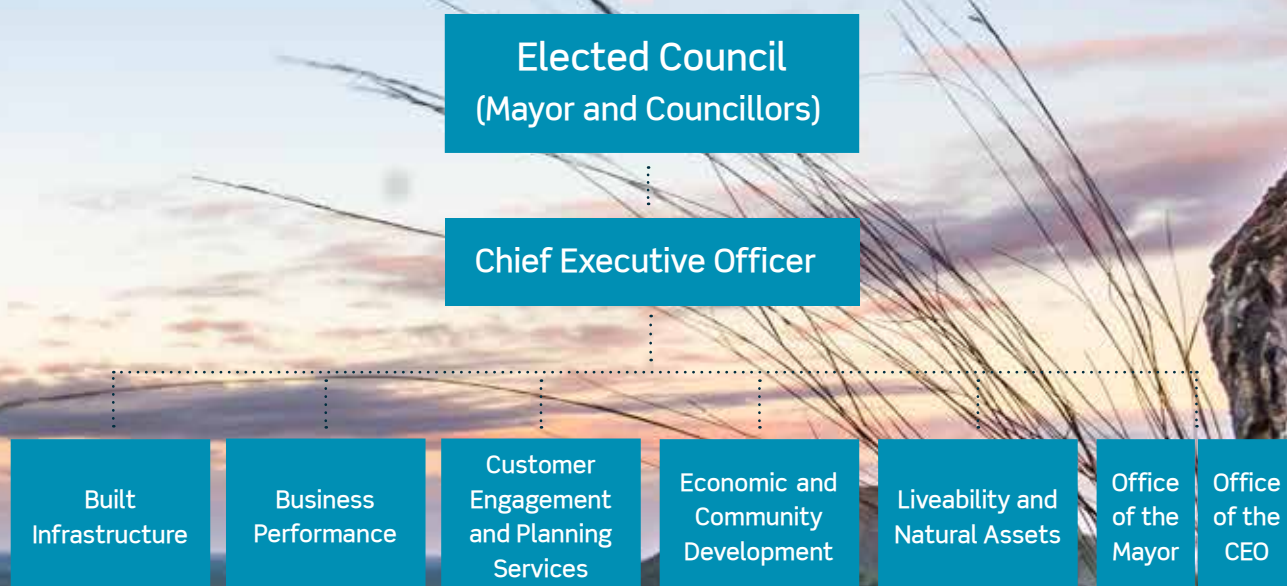 Elected Council
(Mayor and Councillors)
Chief Executive Officer
Built
Infrastructure
Business
Performance
Customer
Engagement
and Planning
Services
Economic and
Community
Development
Liveability and
Natural Assets
Office
of the
Mayor
Office
of the
CEO